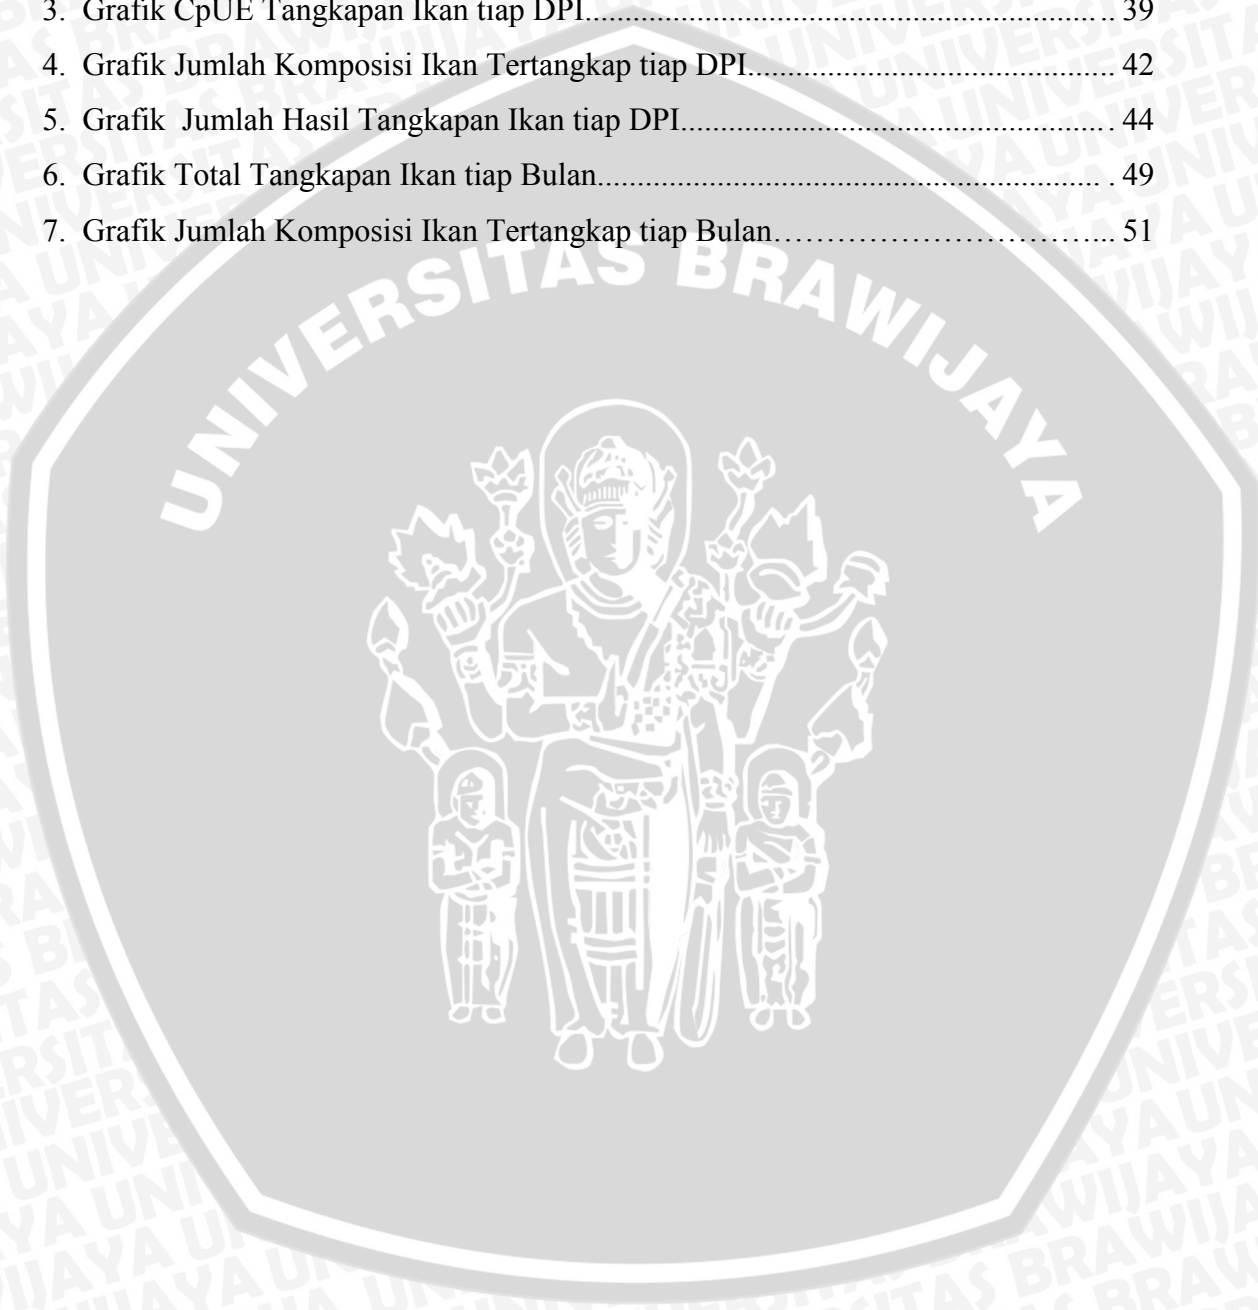 3. Grafik CpUE Tangkapan Ikan tiap DPI.................................................................. 39
4. Grafik Jumlah Komposisi Ikan Tertangkap tiap DPI............................................. 42
5. Grafik  Jumlah Hasil Tangkapan Ikan tiap DPI...................................................... 44
6. Grafik Total Tangkapan Ikan tiap Bulan............................................................... . 49
7. Grafik Jumlah Komposisi Ikan Tertangkap tiap Bulan………………………….... 51
UNIVERSITAS BRAWIJAYA